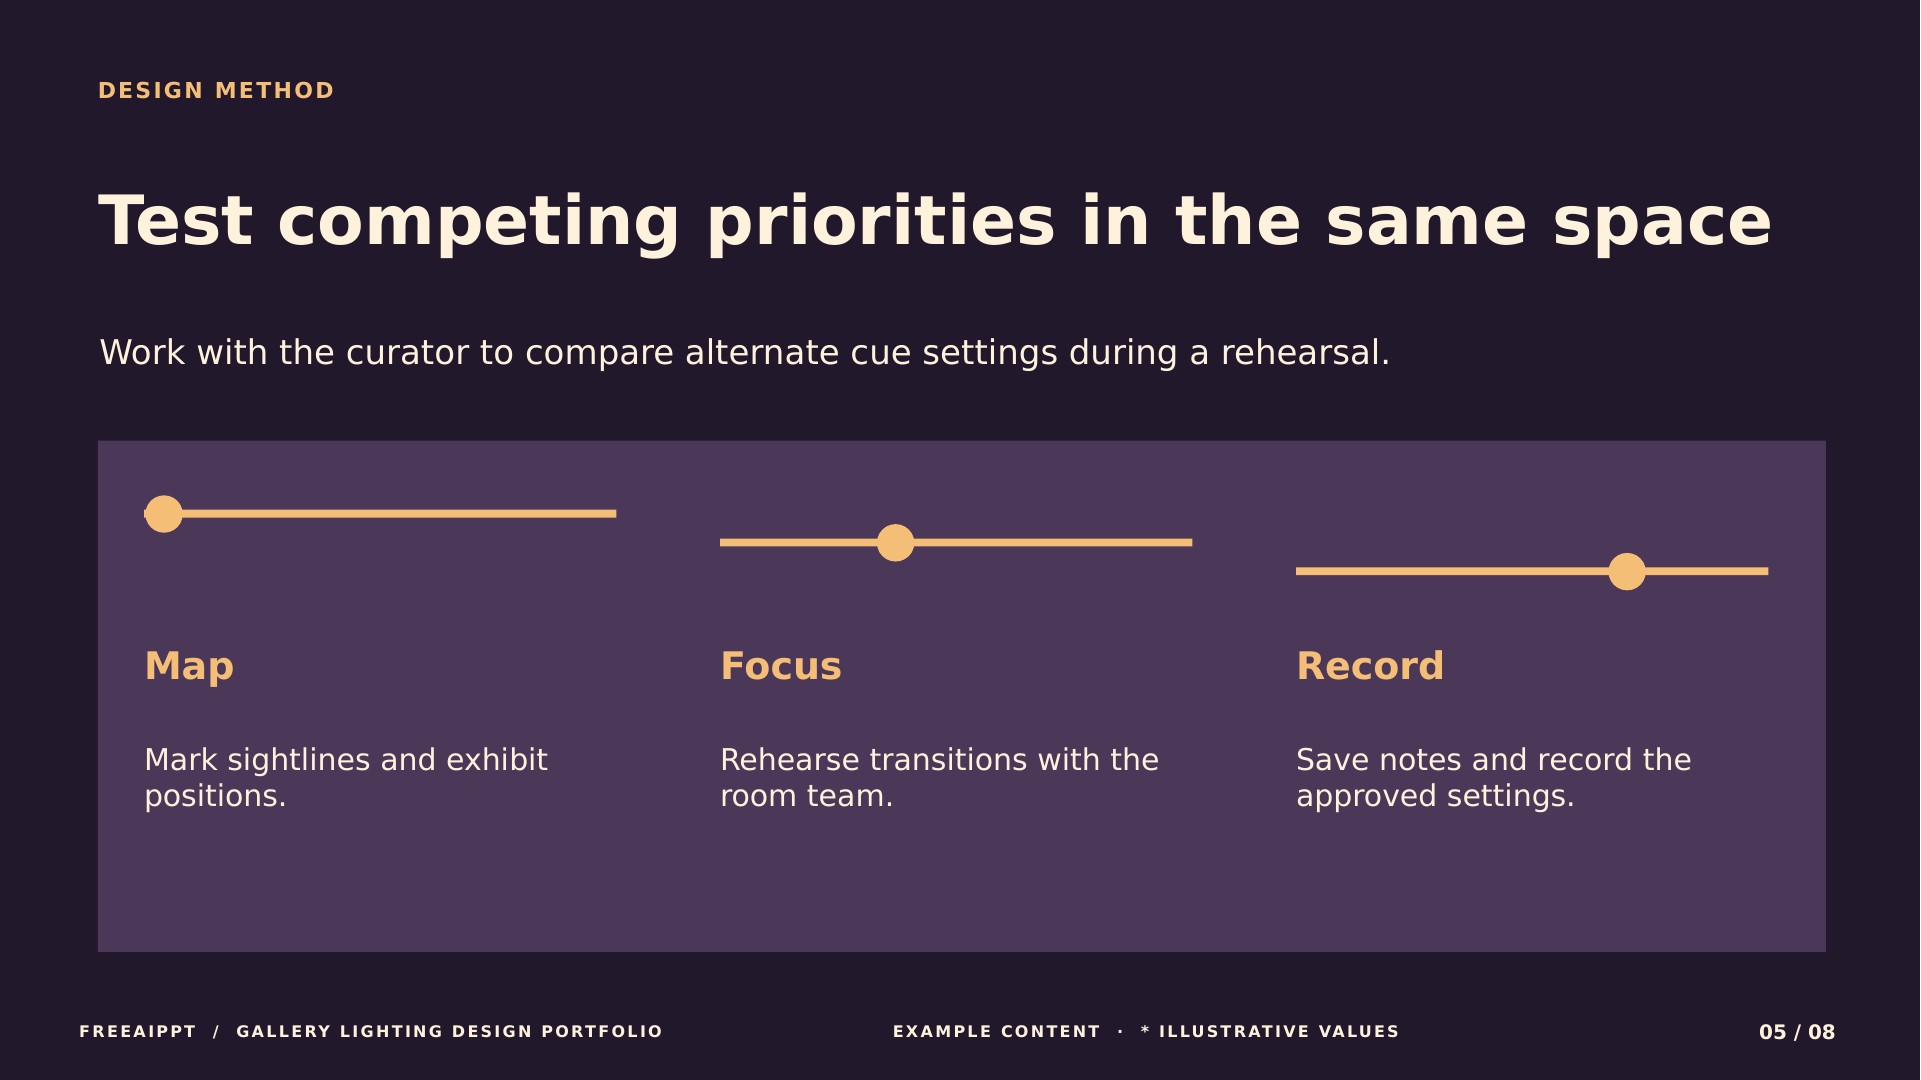 DESIGN METHOD
Test competing priorities in the same space
Work with the curator to compare alternate cue settings during a rehearsal.
Map
Mark sightlines and exhibit
positions.
Focus
Rehearse transitions with the
room team.
Record
Save notes and record the
approved settings.
FREEAIPPT / GALLERY LIGHTING DESIGN PORTFOLIO
EXAMPLE CONTENT · * ILLUSTRATIVE VALUES
05 / 08